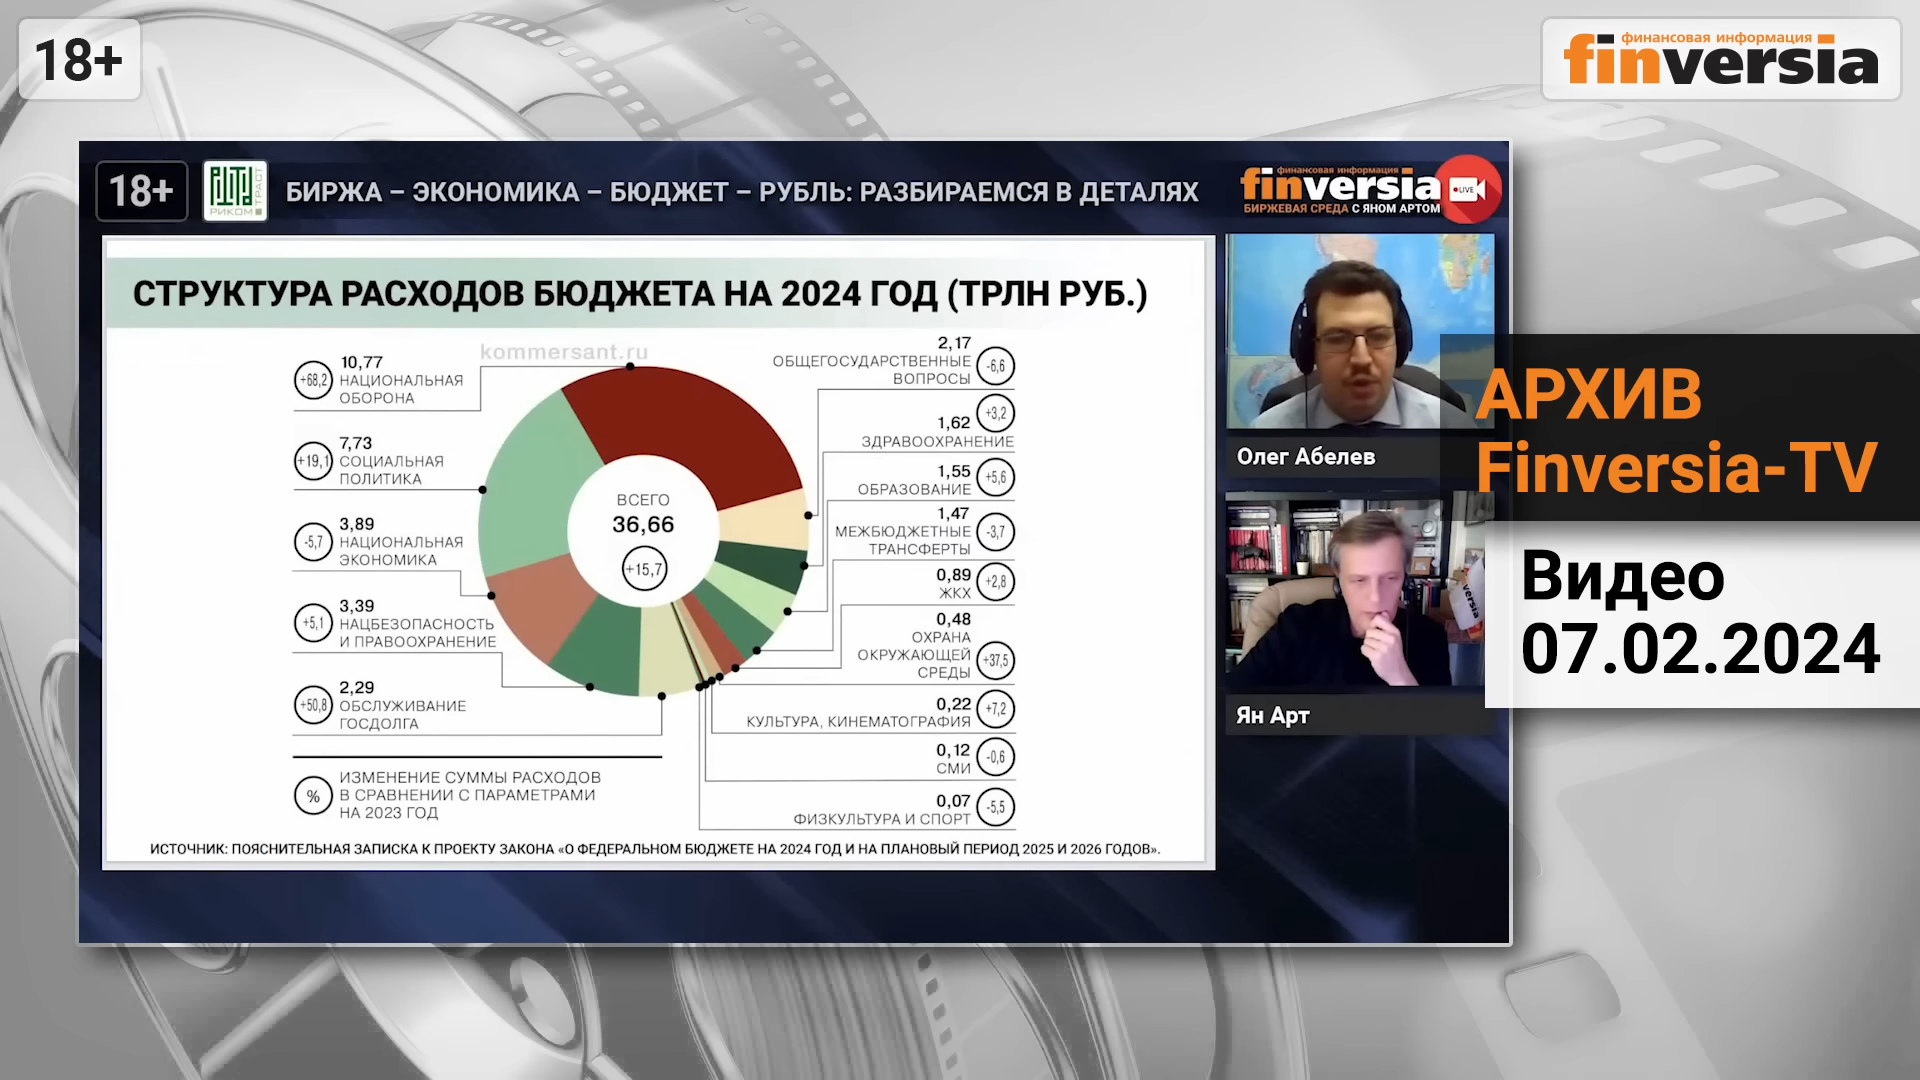 18+
финансовая информация
finversia
18+
РИКОМ ТРАСТ
БИРЖА – ЭКОНОМИКА – БЮДЖЕТ – РУБЛЬ: РАЗБИРАЕМСЯ В ДЕТАЛЯХ
финансовая информация
finversia
БИРЖЕВАЯ СРЕДА С ЯНОМ АРТОМ
LIVE
СТРУКТУРА РАСХОДОВ БЮДЖЕТА НА 2024 ГОД (ТРЛН РУБ.)
kommersant.ru
+68,2
10,77
НАЦИОНАЛЬНАЯ
ОБОРОНА
+19,1
7,73
СОЦИАЛЬНАЯ
ПОЛИТИКА
-5,7
3,89
НАЦИОНАЛЬНАЯ
ЭКОНОМИКА
+5,1
3,39
НАЦБЕЗОПАСНОСТЬ
И ПРАВООХРАНЕНИЕ
+50,8
2,29
ОБСЛУЖИВАНИЕ
ГОСДОЛГА
ВСЕГО
36,66
+15,7
2,17
ОБЩЕГОСУДАРСТВЕННЫЕ
ВОПРОСЫ
-6,6
1,62
ЗДРАВООХРАНЕНИЕ
+3,2
1,55
ОБРАЗОВАНИЕ
+5,6
1,47
МЕЖБЮДЖЕТНЫЕ
ТРАНСФЕРТЫ
-3,7
0,89
ЖКХ
+2,8
0,48
ОХРАНА
ОКРУЖАЮЩЕЙ
СРЕДЫ
+37,5
0,22
КУЛЬТУРА, КИНЕМАТОГРАФИЯ
+7,2
0,12
СМИ
-0,6
0,07
ФИЗКУЛЬТУРА И СПОРТ
-5,5
%
ИЗМЕНЕНИЕ СУММЫ РАСХОДОВ
В СРАВНЕНИИ С ПАРАМЕТРАМИ
НА 2023 ГОД
ИСТОЧНИК: ПОЯСНИТЕЛЬНАЯ ЗАПИСКА К ПРОЕКТУ ЗАКОНА «О ФЕДЕРАЛЬНОМ БЮДЖЕТЕ НА 2024 ГОД И НА ПЛАНОВЫЙ ПЕРИОД 2025 И 2026 ГОДОВ».
Олег Абелев
Ян Арт
АРХИВ
Finversia-TV
Видео
07.02.2024